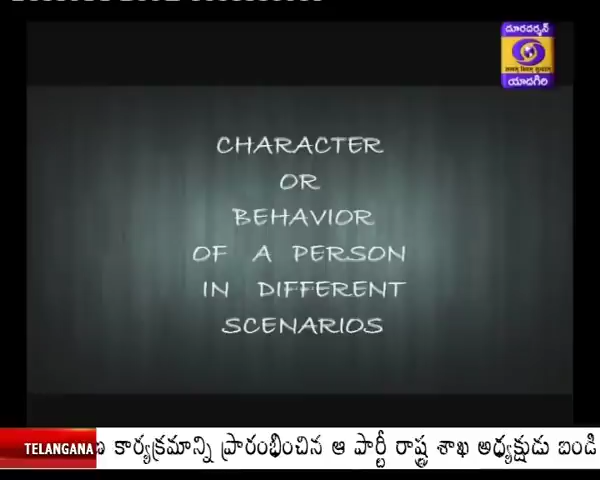 దూరదర్శన్
యాదగిరి
CHARACTER
OR
BEHAVIOR
OF A PERSON
IN DIFFERENT
SCENARIOS
TELANGANA
కార్యక్రమాన్ని ప్రారంభించిన ఆ పార్టీ రాష్ట్ర శాఖ అధ్యక్షుడు బండి